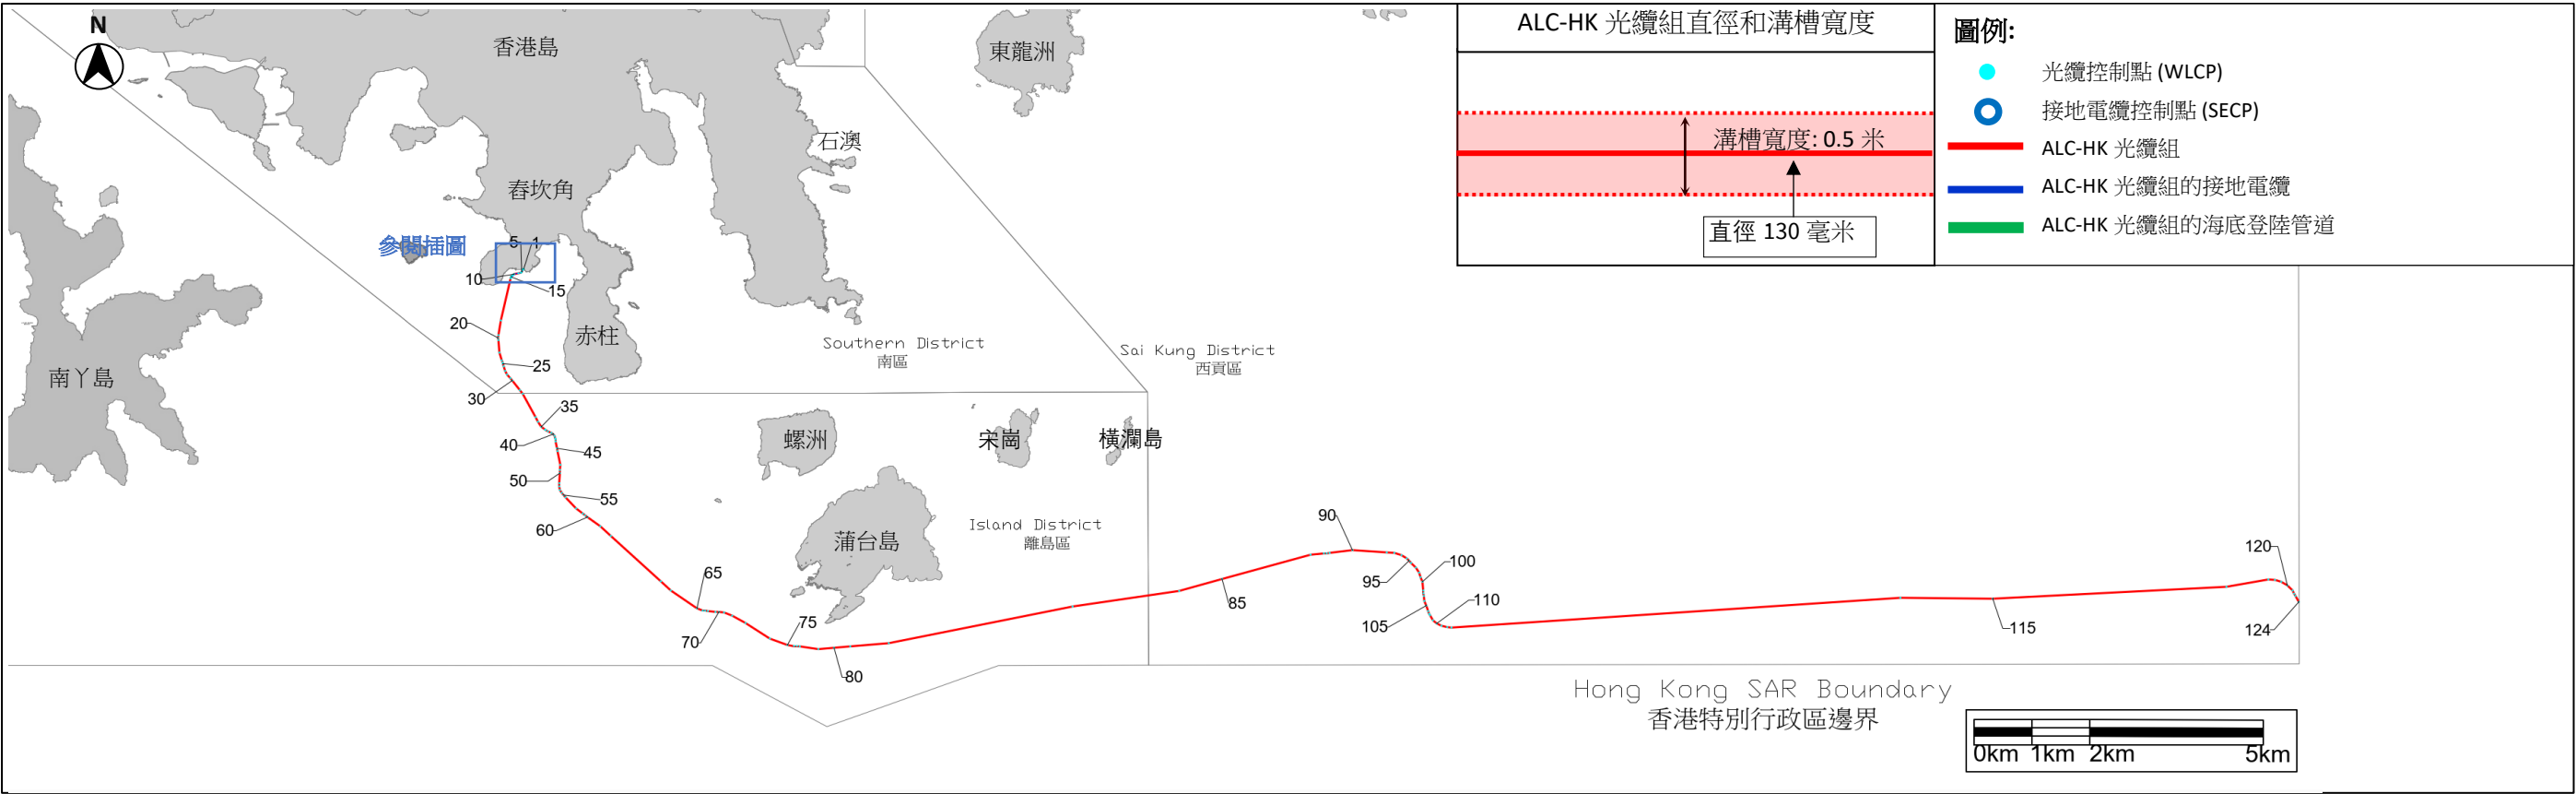 N
香港島
東龍洲
石澳
舂坎角
參閱插圖
5
1
10
15
20
赤柱
25
南丫島
30
35
40
45
50
55
60
65
70
75
80
85
90
95
100
105
110
115
120
124
Southern District
南區
Sai Kung District
西貢區
螺洲
宋崗
橫瀾島
蒲台島
Island District
離島區
Hong Kong SAR Boundary
香港特別行政區邊界
0km 1km 2km 5km
ALC-HK 光纜組直徑和溝槽寬度
溝槽寬度: 0.5 米
直徑 130 毫米
圖例:
光纜控制點 (WLCP)
接地電纜控制點 (SECP)
ALC-HK 光纜組
ALC-HK 光纜組的接地電纜
ALC-HK 光纜組的海底登陸管道